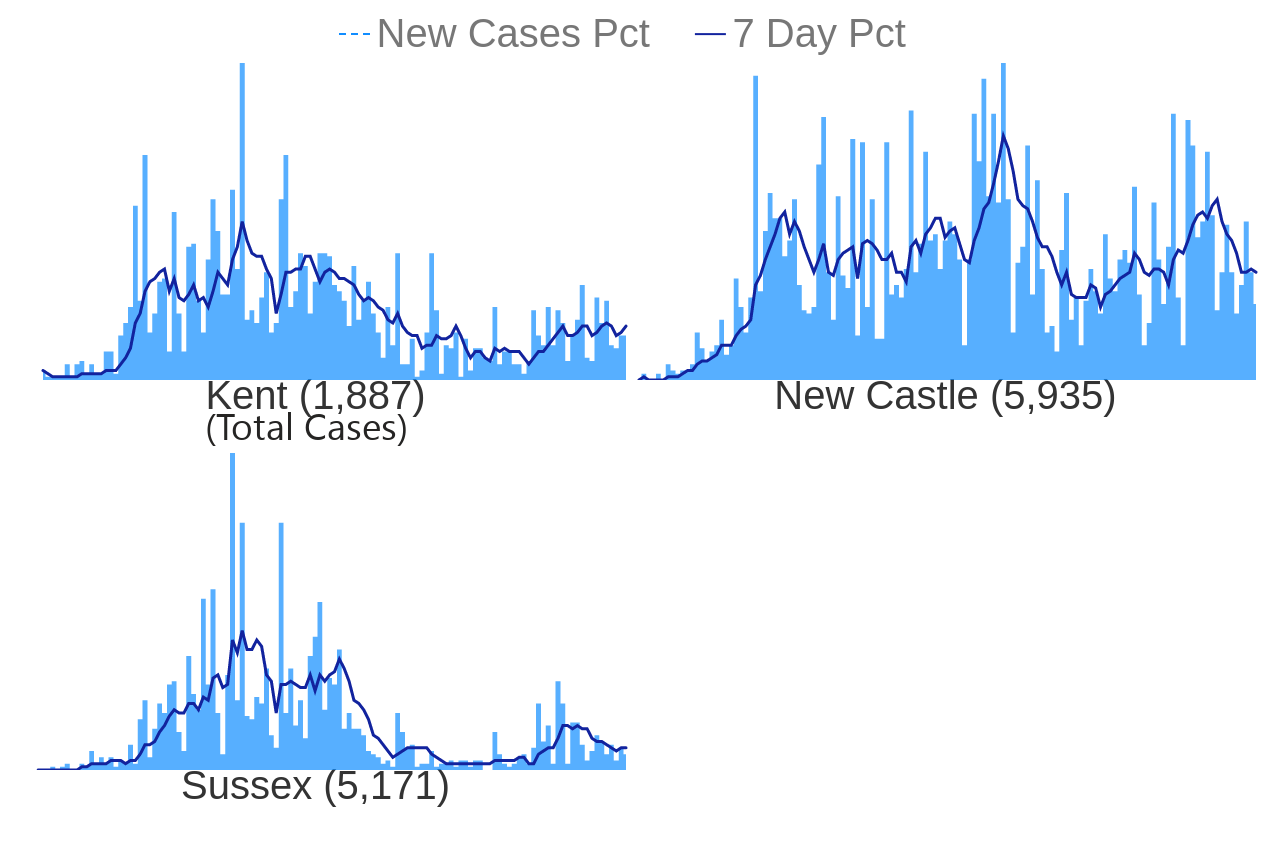 New Cases Pct 7 Day Pct
Kent (1,887)
(Total Cases)
New Castle (5,935)
Sussex (5,171)